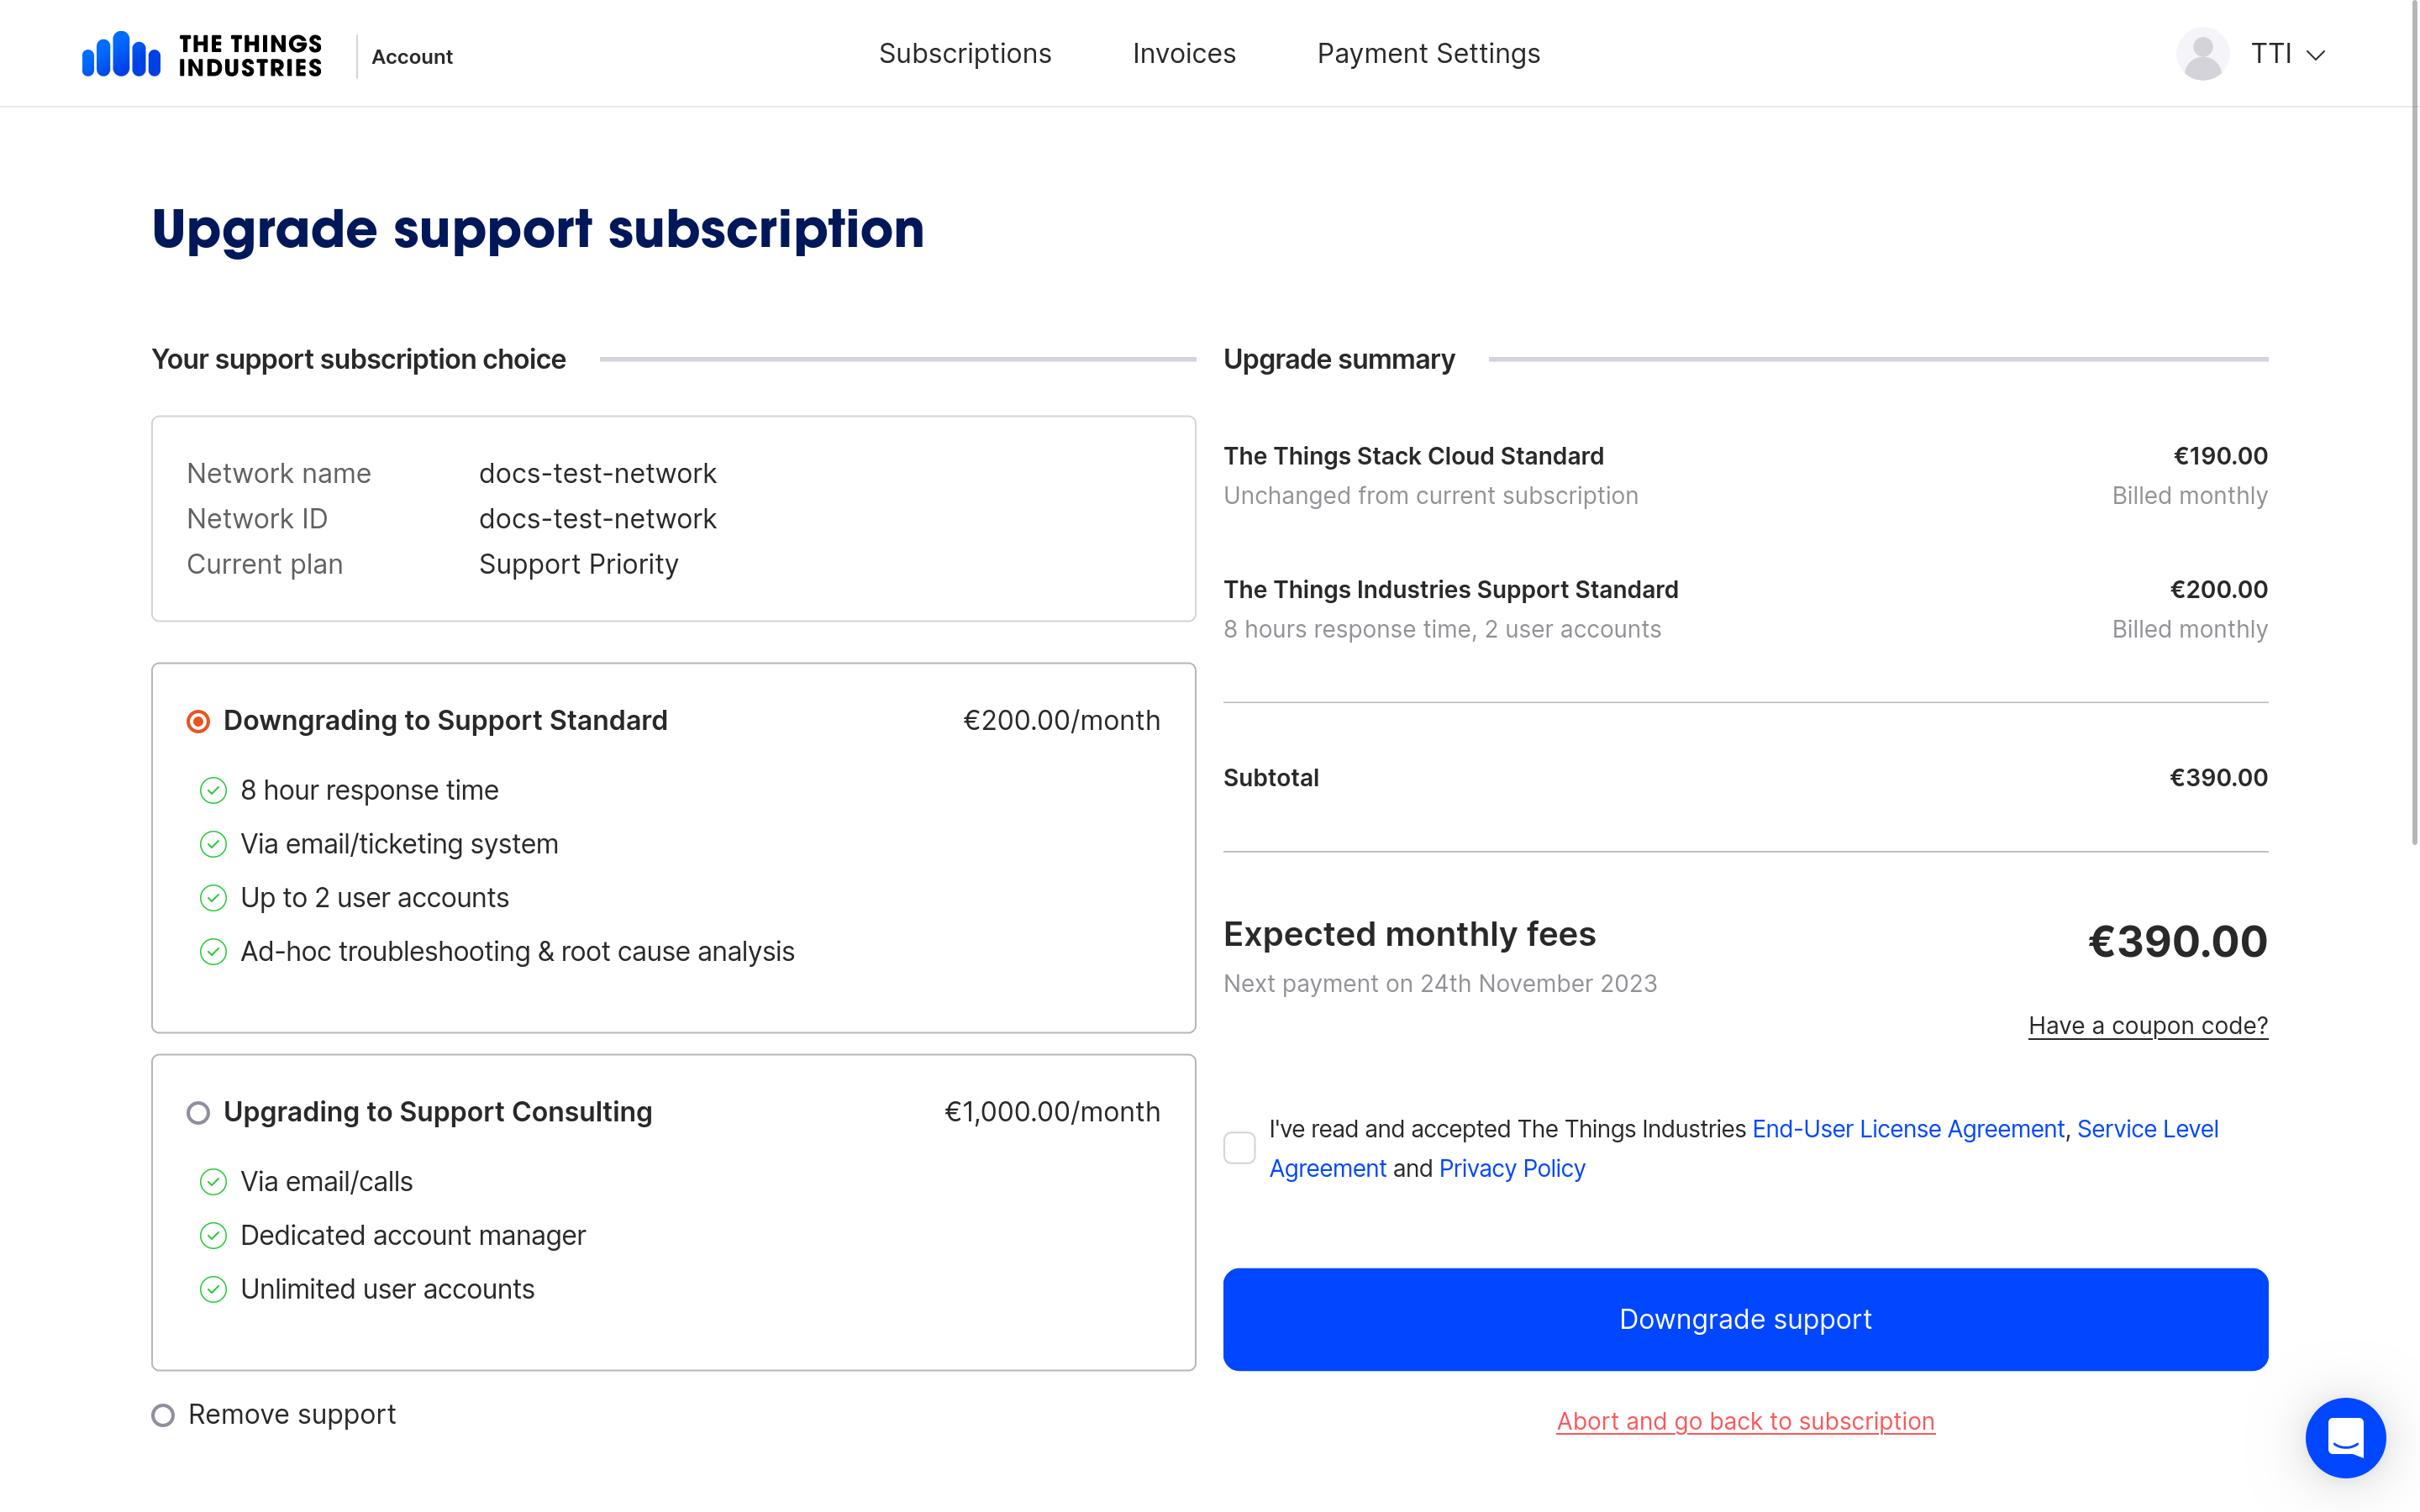 THE THINGS
INDUSTRIES
Account
Subscriptions
Invoices
Payment Settings
TTI
Upgrade support subscription
Your support subscription choice
Network name docs-test-network
Network ID docs-test-network
Current plan Support Priority
Downgrading to Support Standard €200.00/month
8 hour response time
Via email/ticketing system
Up to 2 user accounts
Ad-hoc troubleshooting & root cause analysis
Upgrading to Support Consulting €1,000.00/month
Via email/calls
Dedicated account manager
Unlimited user accounts
Remove support
Upgrade summary
The Things Stack Cloud Standard €190.00
Unchanged from current subscription Billed monthly
The Things Industries Support Standard €200.00
8 hours response time, 2 user accounts Billed monthly
Subtotal €390.00
Expected monthly fees €390.00
Next payment on 24th November 2023
Have a coupon code?
I've read and accepted The Things Industries End-User License Agreement, Service Level
Agreement and Privacy Policy
Downgrade support
Abort and go back to subscription